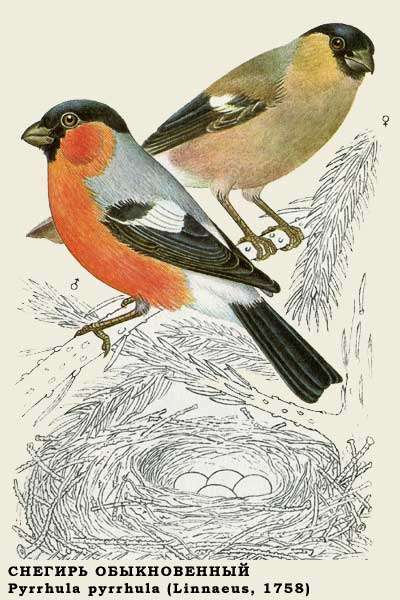 ♀
♂
СНЕГИРЬ ОБЫКНОВЕННЫЙ
Pyrrhula pyrrhula (Linnaeus, 1758)